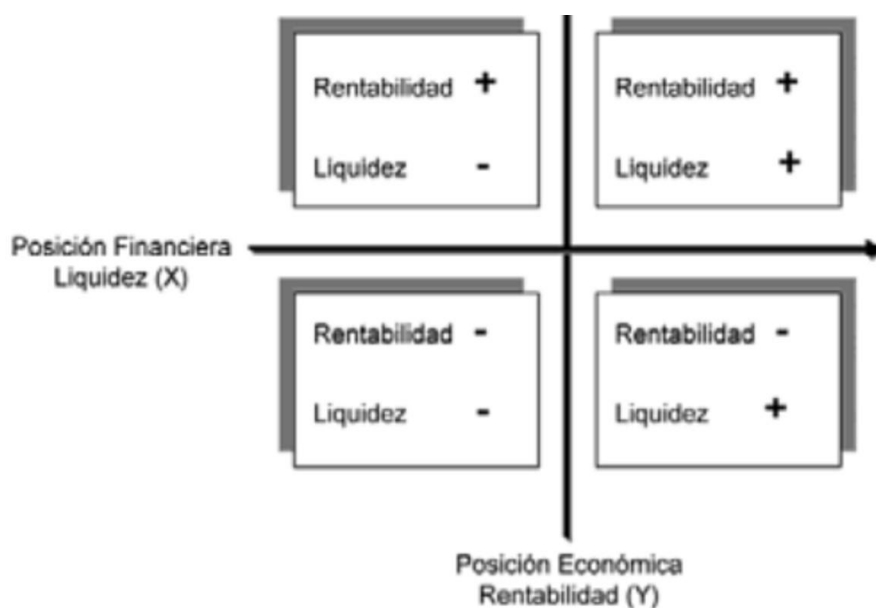 Rentabilidad +
Liquidez -
Rentabilidad +
Liquidez +
Posición Financiera
Liquidez (X)
Rentabilidad -
Liquidez -
Rentabilidad -
Liquidez +
Posición Económica
Rentabilidad (Y)